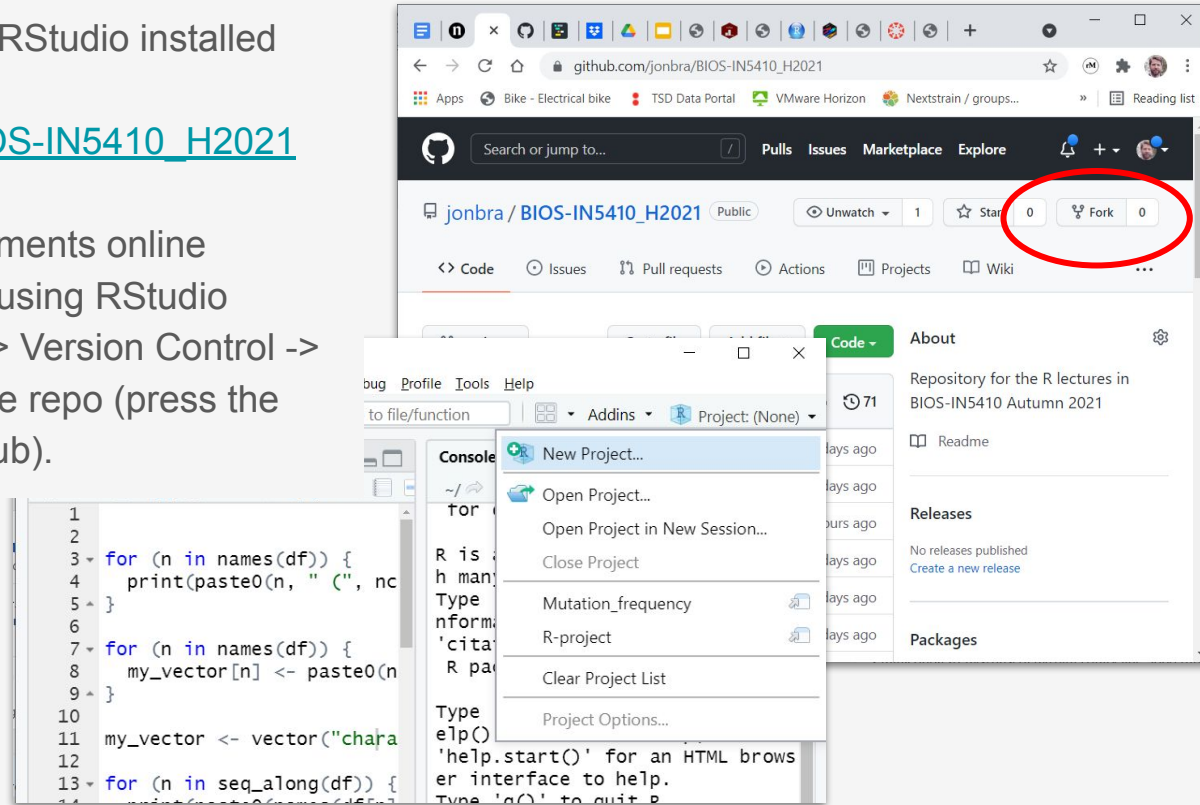 RStudio installed
OS-IN5410_H2021
ments online
using RStudio
> Version Control ->
e repo (press the
ub).
github.com/jonbra/BIOS-IN5410_H2021
Apps Bike - Electrical bike TSD Data Portal VMware Horizon Nextstrain / groups... » Reading list
Search or jump to... / Pulls Issues Marketplace Explore
jonbra / BIOS-IN5410_H2021 Public Unwatch 1 Star 0 Fork 0
<> Code Issues Pull requests Actions Projects Wiki ...
Code
About
Repository for the R lectures in
BIOS-IN5410 Autumn 2021
Readme
71
days ago
days ago
ours ago
days ago
days ago
days ago
Releases
No releases published
Create a new release
Packages
bug Profile Tools Help
to file/function Addins Project: (None)
New Project...
Open Project...
Open Project in New Session...
Close Project
Mutation_frequency
R-project
Clear Project List
Project Options...
1
2
3 for (n in names(df)) {
4 print(paste0(n, " (", nc
5 }
6
7 for (n in names(df)) {
8 my_vector[n] <- paste0(n
9 }
10
11 my_vector <- vector("chara
12
13 for (n in seq_along(df)) {
Console
~/
for
R is
h man
Type
nforma
'cita
R pa
Type
elp()
'help.start()' for an HTML brows
er interface to help.
Type 'q()' to quit R